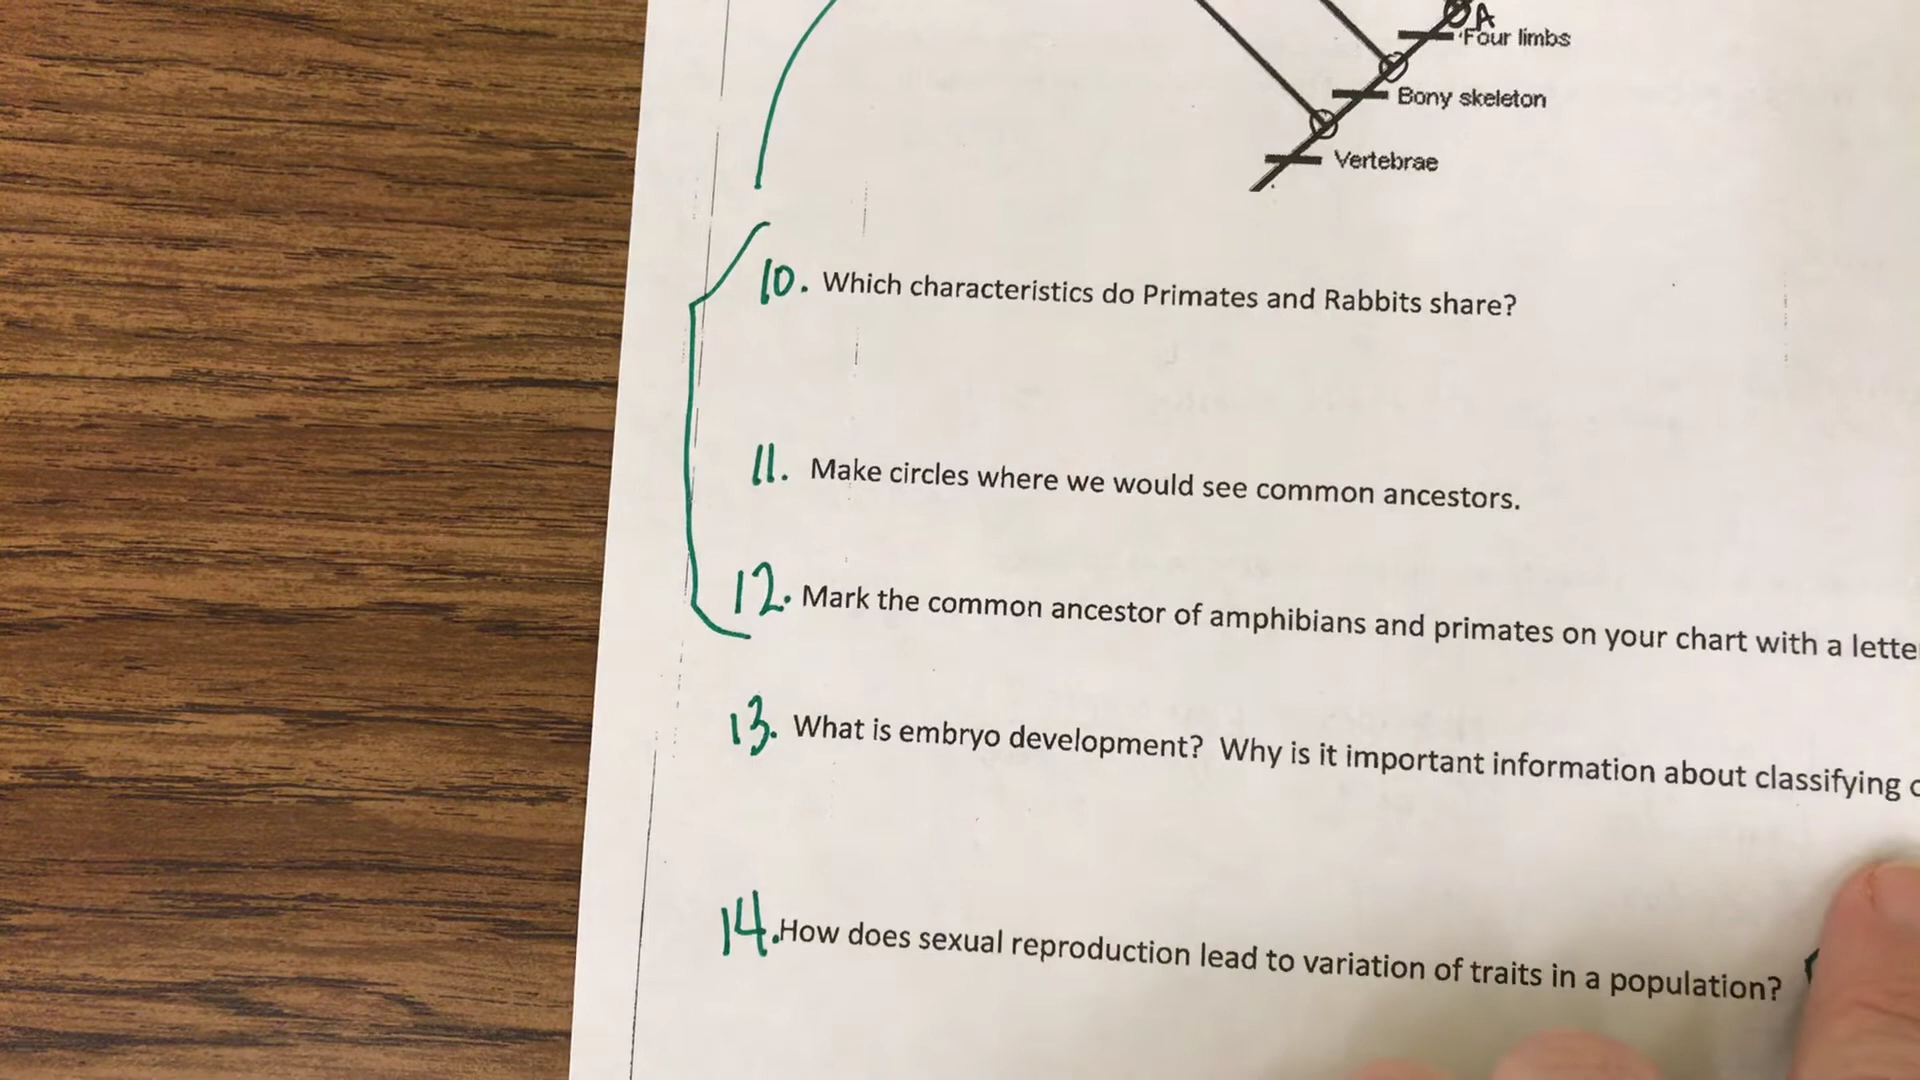 A
Four limbs
Bony skeleton
Vertebrae
10. Which characteristics do Primates and Rabbits share?
11. Make circles where we would see common ancestors.
12. Mark the common ancestor of amphibians and primates on your chart with a
13. What is embryo development? Why is it important information about classifying
14. How does sexual reproduction lead to variation of traits in a population?